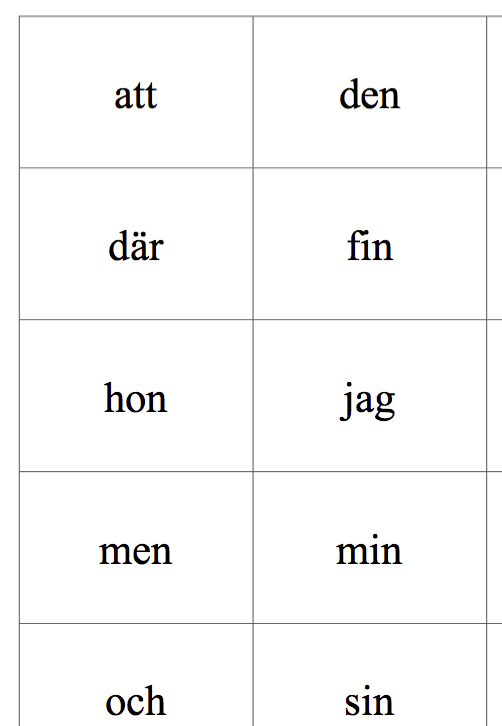 att den
där fin
hon jag
men min
och sin